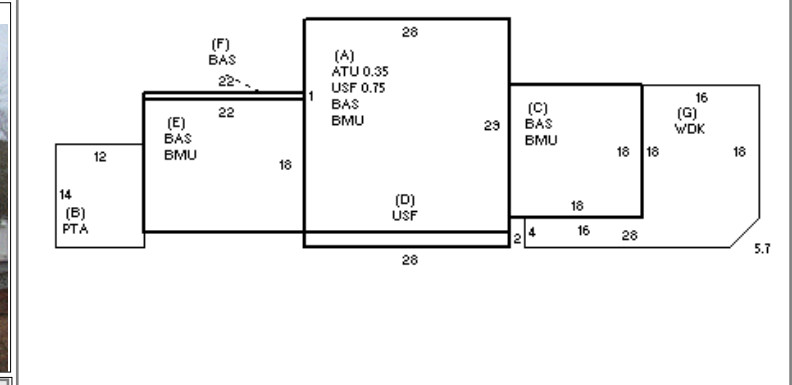 28
(F)
BAS
22
(A)
ATU 0.35
USF 0.75
BAS
BMU
1
22
(E)
BAS
BMU
18
29
(C)
BAS
BMU
18
18
16
(G)
WDK
18
18
12
14
(B)
PTA
(D)
USF
28
2
4
16
28
5.7